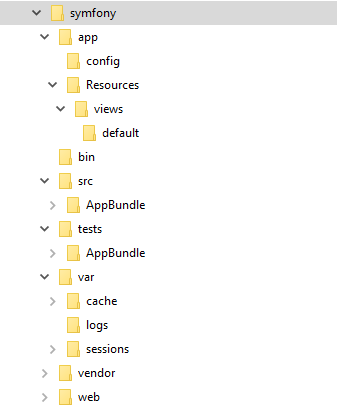 symfony
app
config
Resources
views
default
bin
src
AppBundle
tests
AppBundle
var
cache
logs
sessions
vendor
web